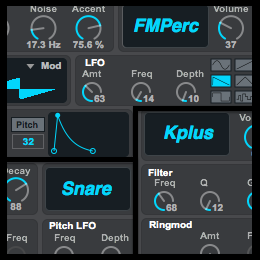 Noise Accent
17.3 Hz 75.6 %
FMPerc
Volume
37
Mod
LFO
Amt Freq Depth
63 14 10
Pitch
32
Kplus
Decay
88
Snare
Pitch LFO
Freq Depth
Filter
Freq Q
68 12
Ringmod
Amt